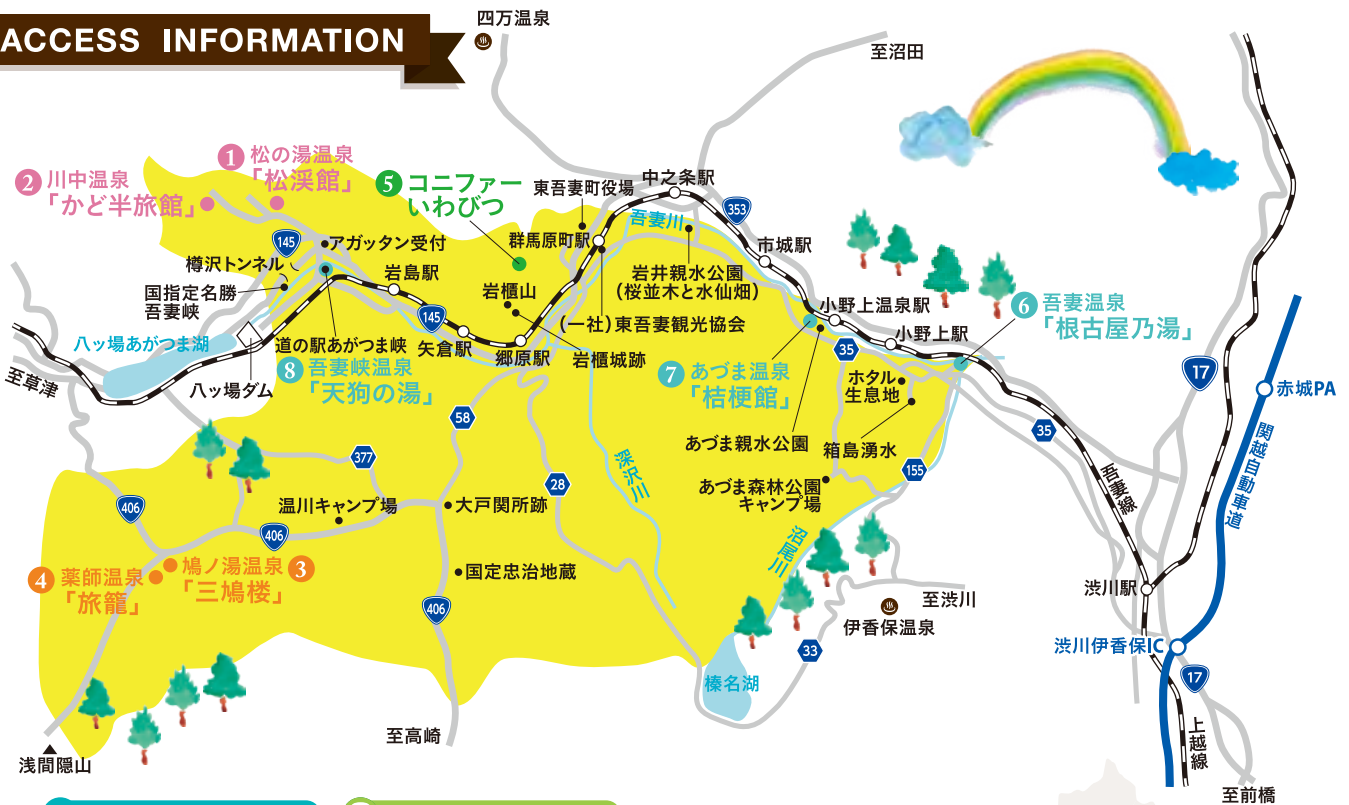 ACCESS INFORMATION
四万温泉
至沼田
1 松の湯温泉
「松渓館」
2 川中温泉
「かど半旅館」
5 コニファー
いわびつ
東吾妻町役場
中之条駅
353
吾妻川
群馬原町駅
145
アガッタン受付
樽沢トンネル
国指定名勝
吾妻峡
岩島駅
岩櫃山
岩井親水公園
(桜並木と水仙畑)
市城駅
小野上温泉駅
小野上駅
6 吾妻温泉
「根古屋乃湯」
(一社)東吾妻観光協会
145
矢倉駅
郷原駅
岩櫃城跡
八ッ場あがつま湖
至草津
八ッ場ダム
道の駅あがつま峡
8 吾妻峡温泉
「天狗の湯」
7 あづま温泉
「桔梗館」
35
ホタル
生息地
17
赤城PA
関越自動車道
58
377
あづま親水公園
箱島湧水
35
155
吾妻線
深沢川
28
あづま森林公園
キャンプ場
406
温川キャンプ場
大戸関所跡
406
沼尾川
鳩ノ湯温泉 3
「三鳩楼」
4 薬師温泉
「旅籠」
国定忠治地蔵
406
至渋川
伊香保温泉
渋川駅
渋川伊香保IC
33
17
榛名湖
至高崎
浅間隠山
上越線
至前橋